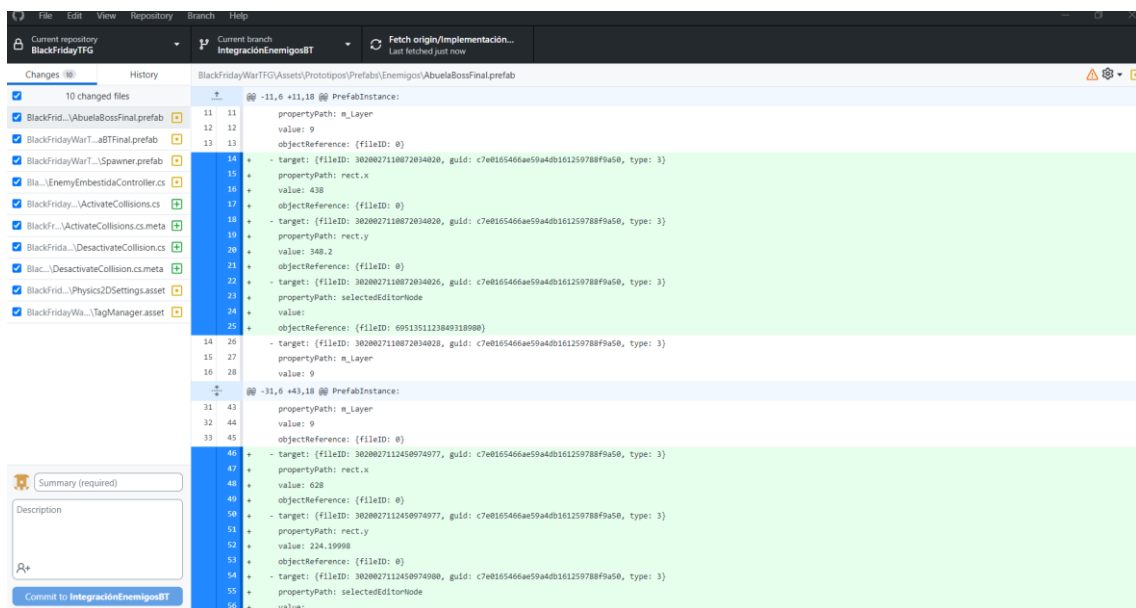 File Edit View Repository Branch Help
Current repository
BlackFridayTFG
Current branch
IntegraciónEnemigosBT
Fetch origin/Implementación...
Last fetched just now
Changes 10 History
BlackFridayWarTFG\Assets\Prototipos\Prefabs\Enemigos\AbuelaBossFinal.prefab
10 changed files
BlackFrid...\AbuelaBossFinal.prefab
BlackFridayWarT...aBTFinal.prefab
BlackFridayWarT...\Spawner.prefab
Bla...\EnemyEmbestidaController.cs
BlackFriday...\ActivateCollisions.cs
BlackFr...\ActivateCollisions.cs.meta
BlackFrida...\DesactivateCollision.cs
Blac...\DesactivateCollision.cs.meta
BlackFrid...\Physics2DSettings.asset
BlackFridayWa...\TagManager.asset
@@ -11,6 +11,18 @@ PrefabInstance:
11 11 propertyPath: m_Layer
12 12 value: 9
13 13 objectReference: {fileID: 0}
14 + - target: {fileID: 3020027110872034020, guid: c7e0165466ae59a4db161259788f9a50, type: 3}
15 + propertyPath: rect.x
16 + value: 438
17 + objectReference: {fileID: 0}
18 + - target: {fileID: 3020027110872034020, guid: c7e0165466ae59a4db161259788f9a50, type: 3}
19 + propertyPath: rect.y
20 + value: 348.2
21 + objectReference: {fileID: 0}
22 + - target: {fileID: 3020027110872034026, guid: c7e0165466ae59a4db161259788f9a50, type: 3}
23 + propertyPath: selectedEditorNode
24 + value:
25 + objectReference: {fileID: 6951351123849318980}
14 26 - target: {fileID: 3020027110872034028, guid: c7e0165466ae59a4db161259788f9a50, type: 3}
15 27 propertyPath: m_Layer
16 28 value: 9
@@ -31,6 +43,18 @@ PrefabInstance:
31 43 propertyPath: m_Layer
32 44 value: 9
33 45 objectReference: {fileID: 0}
46 + - target: {fileID: 3020027112450974977, guid: c7e0165466ae59a4db161259788f9a50, type: 3}
47 + propertyPath: rect.x
48 + value: 628
49 + objectReference: {fileID: 0}
50 + - target: {fileID: 3020027112450974977, guid: c7e0165466ae59a4db161259788f9a50, type: 3}
51 + propertyPath: rect.y
52 + value: 224.19998
53 + objectReference: {fileID: 0}
54 + - target: {fileID: 3020027112450974980, guid: c7e0165466ae59a4db161259788f9a50, type: 3}
55 + propertyPath: selectedEditorNode
56 value:
Summary (required)
Description
Commit to IntegraciónEnemigosBT